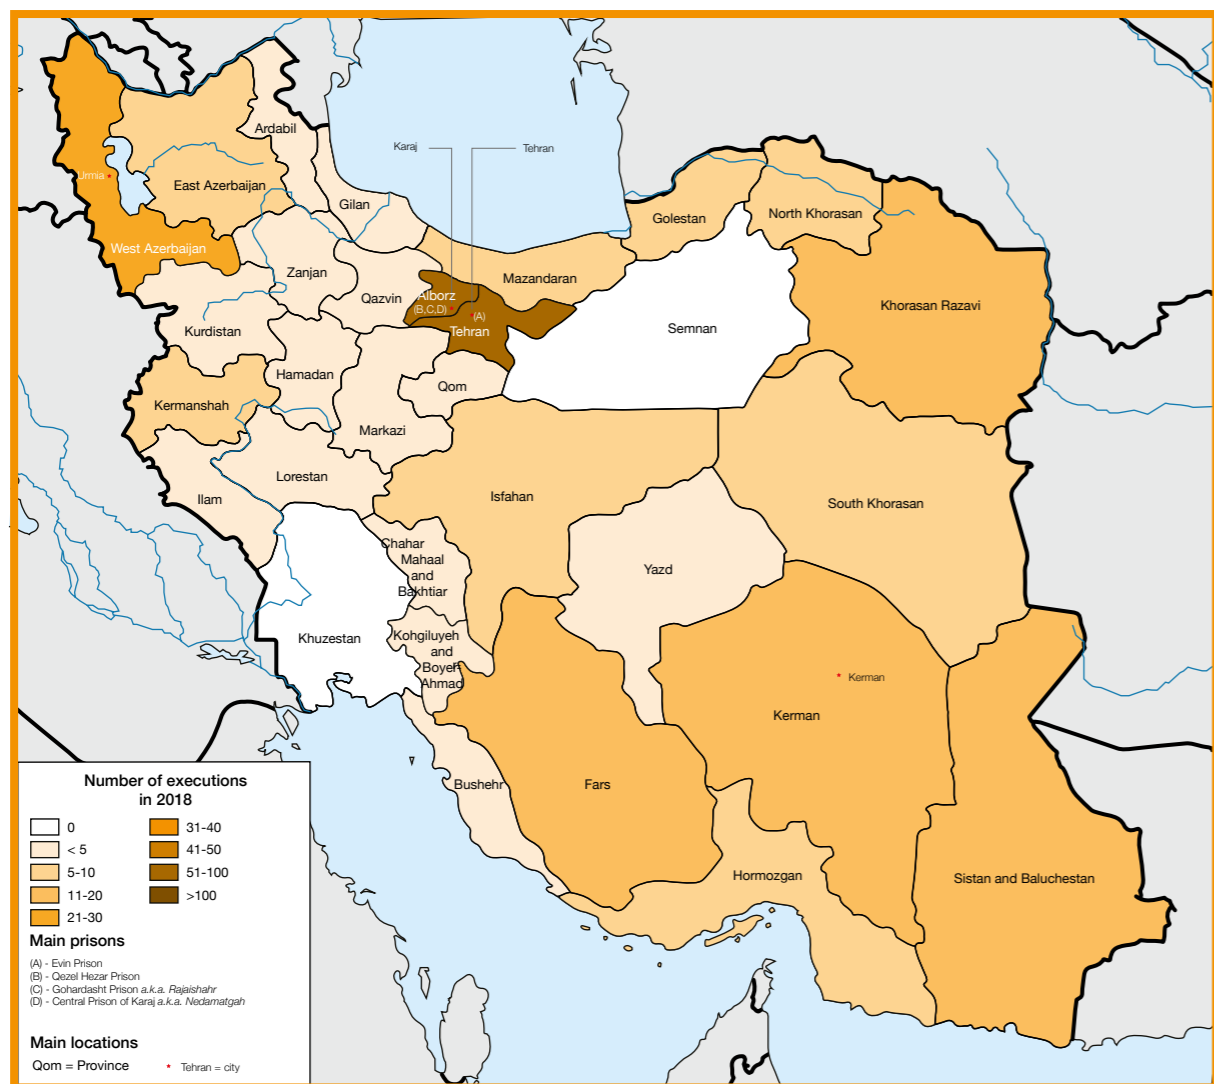 Ardabil
Karaj
Tehran
Urmia
East Azerbaijan
Gilan
Golestan
North Khorasan
West Azerbaijan
Zanjan
Mazandaran
Qazvin
Alborz
(B,C,D)
(A)
Tehran
Khorasan Razavi
Semnan
Kurdistan
Hamadan
Qom
Kermanshah
Markazi
Lorestan
Ilam
Isfahan
South Khorasan
Chahar
Mahaal
and
Bakhtiar
Yazd
Khuzestan
Kohgiluyeh
and
Boyer-
Ahmad
Kerman
Kerman
Bushehr
Fars
Hormozgan
Sistan and Baluchestan
Number of executions
in 2018
0
< 5
5-10
11-20
21-30
31-40
41-50
51-100
>100
Main prisons
(A) - Evin Prison
(B) - Qezel Hezar Prison
(C) - Gohardasht Prison a.k.a. Rajaishahr
(D) - Central Prison of Karaj a.k.a. Nedamatgah
Main locations
Qom = Province
* Tehran = city